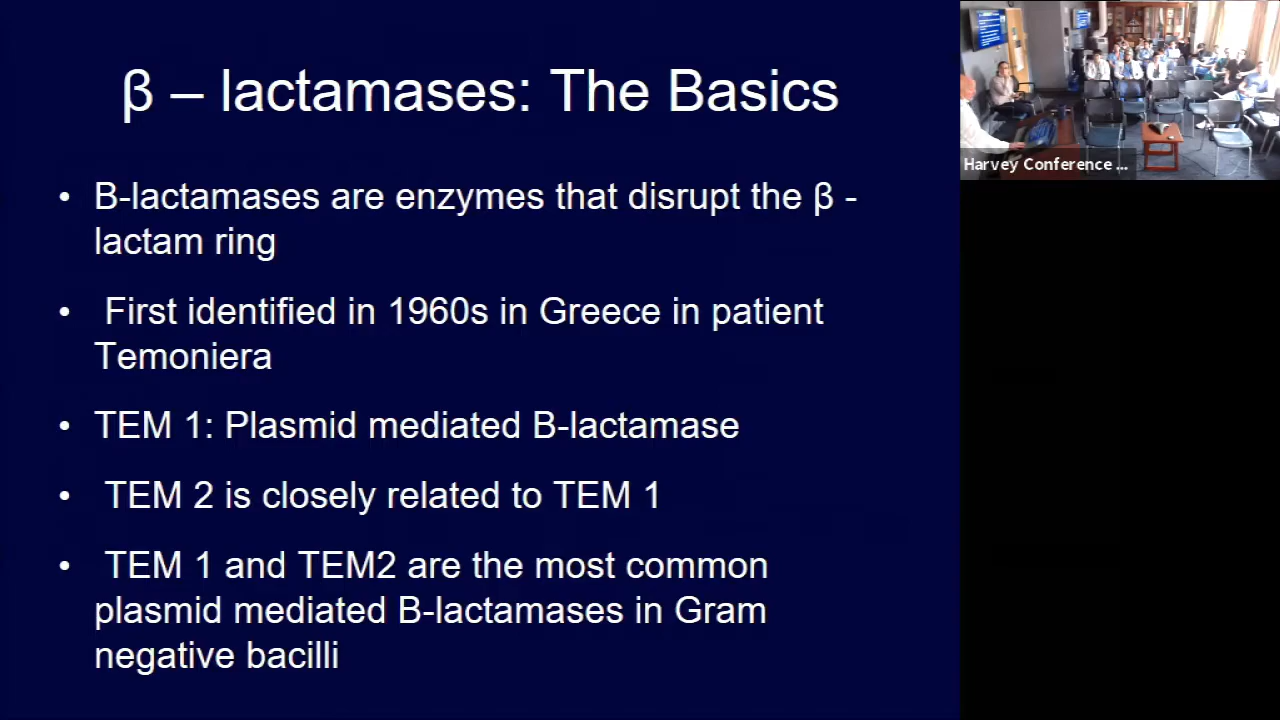 β – lactamases: The Basics
• B-lactamases are enzymes that disrupt the β -
lactam ring
• First identified in 1960s in Greece in patient
Temoniera
• TEM 1: Plasmid mediated B-lactamase
• TEM 2 is closely related to TEM 1
• TEM 1 and TEM2 are the most common
plasmid mediated B-lactamases in Gram
negative bacilli
Harvey Conference ...